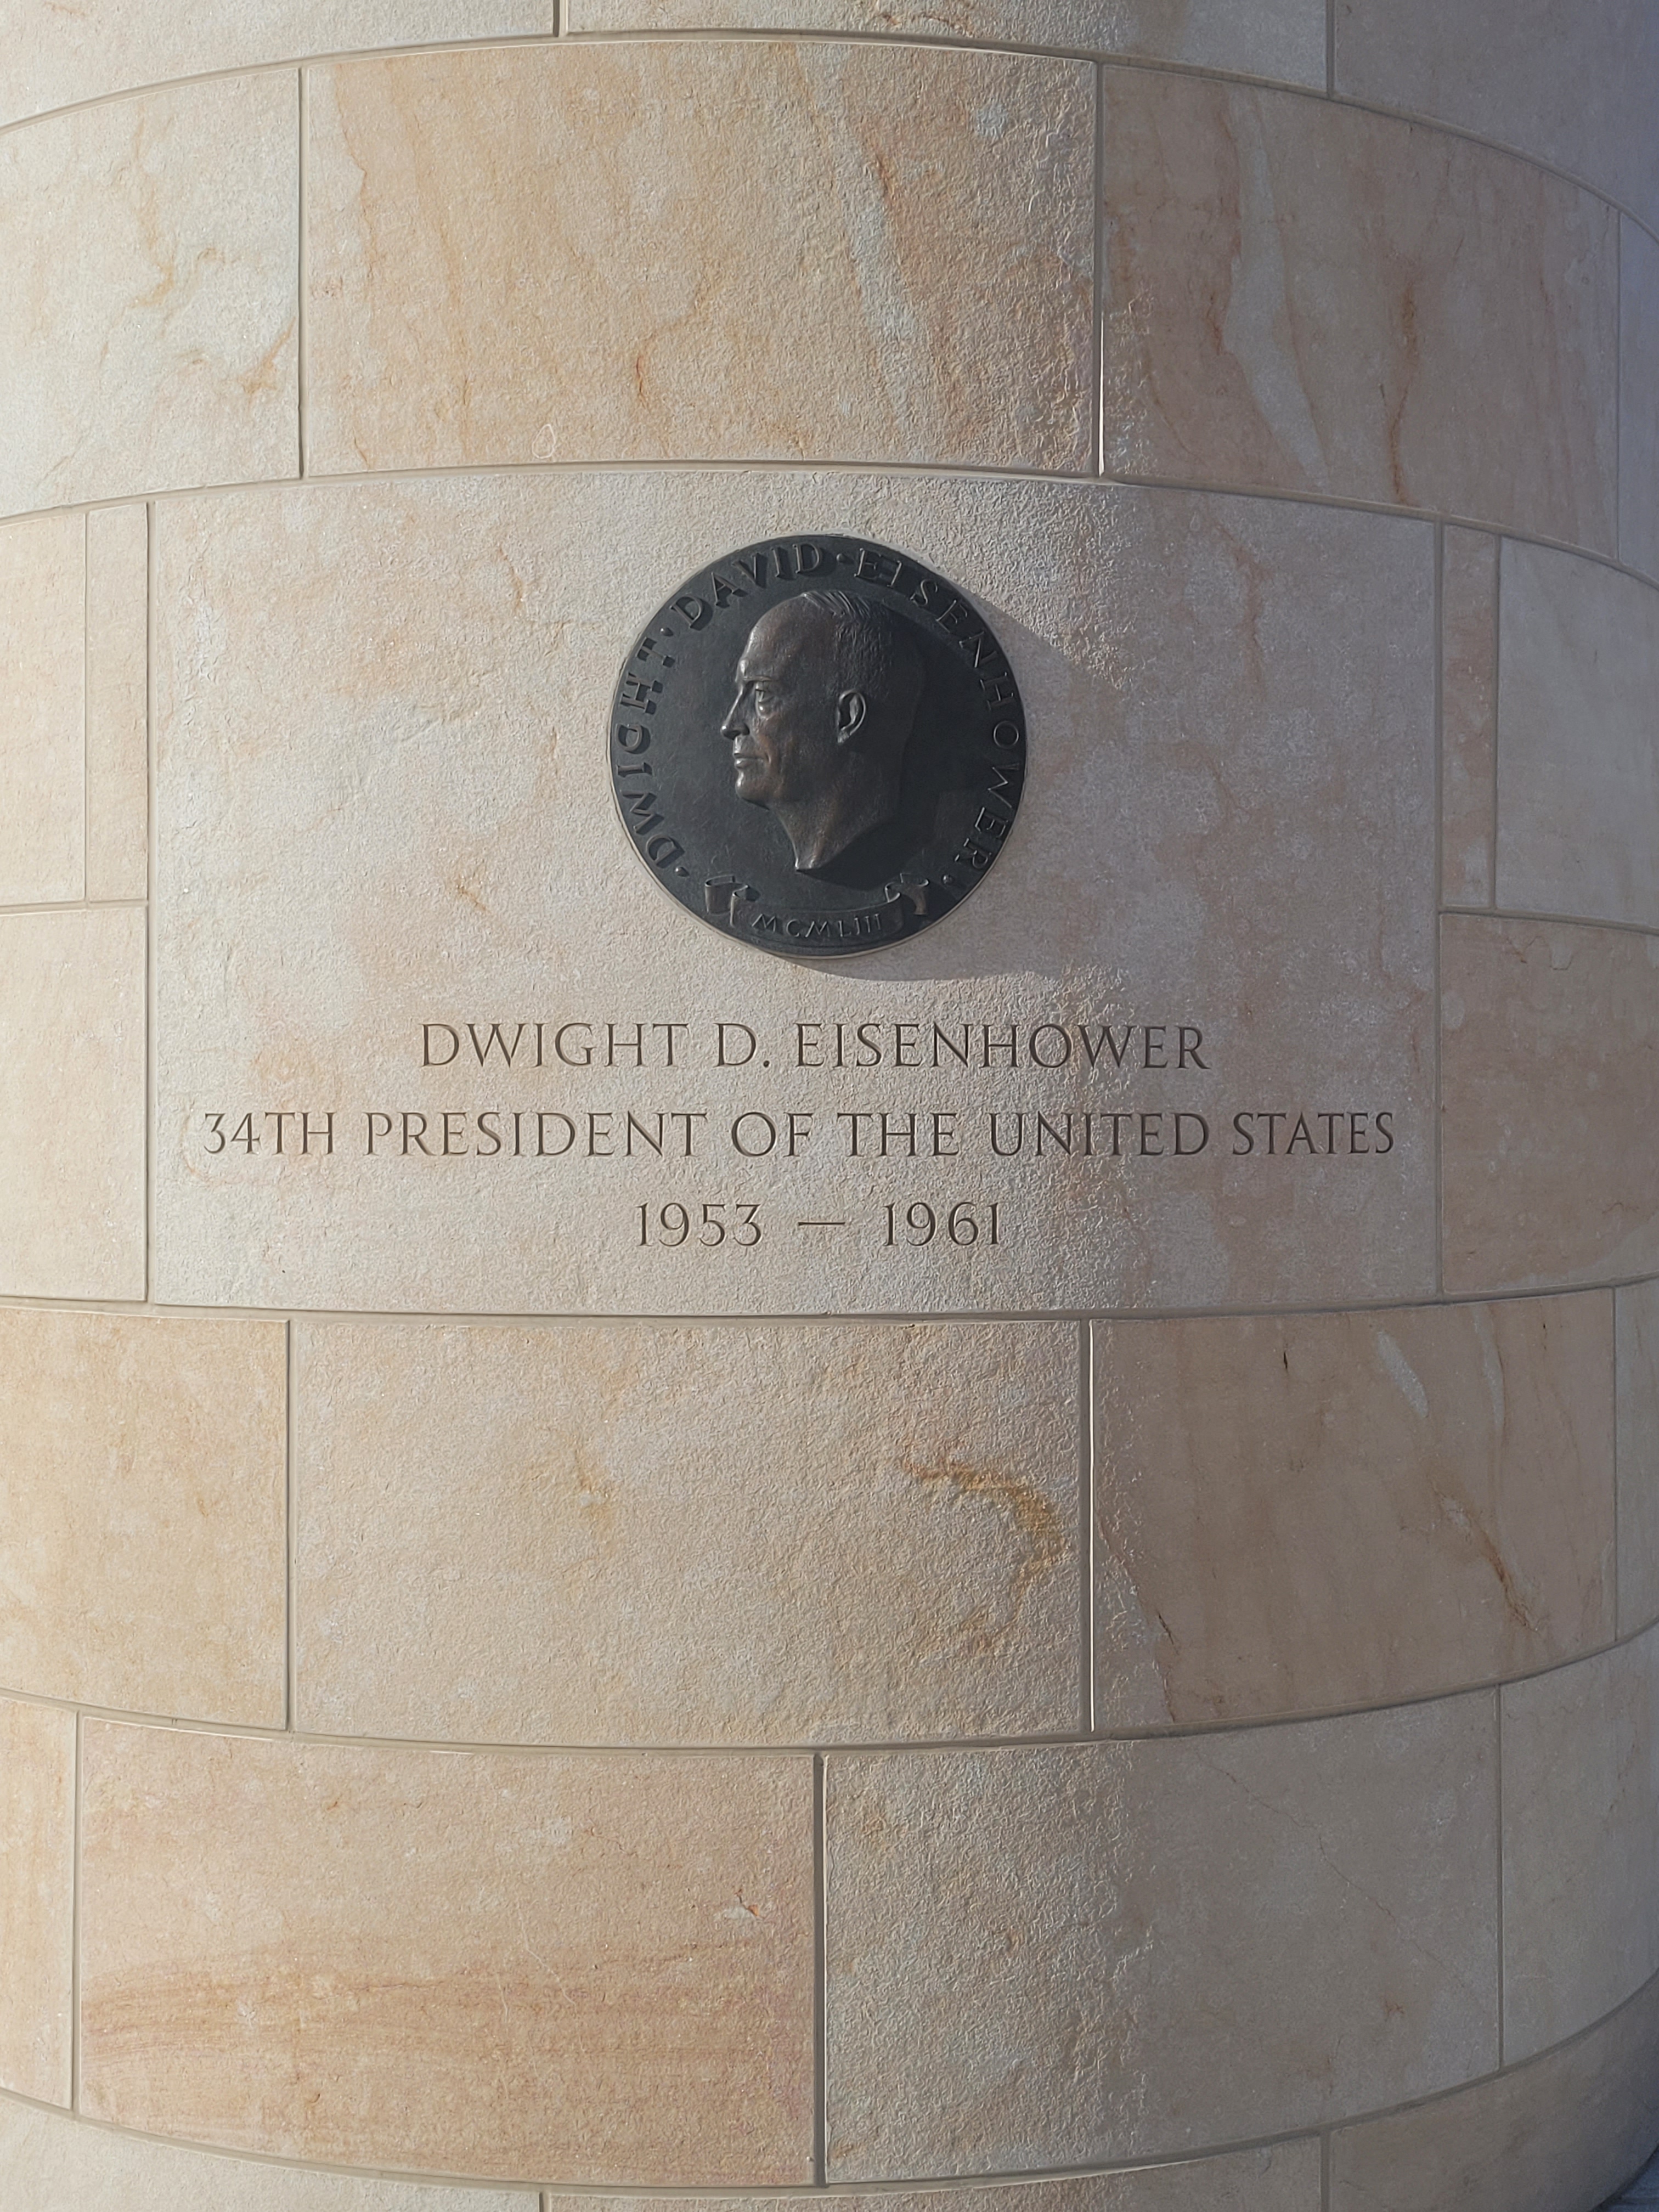 ·DWIGHT·DAVID·EISENHOWER·
MCMLIII
DWIGHT D. EISENHOWER
34TH PRESIDENT OF THE UNITED STATES
1953 — 1961